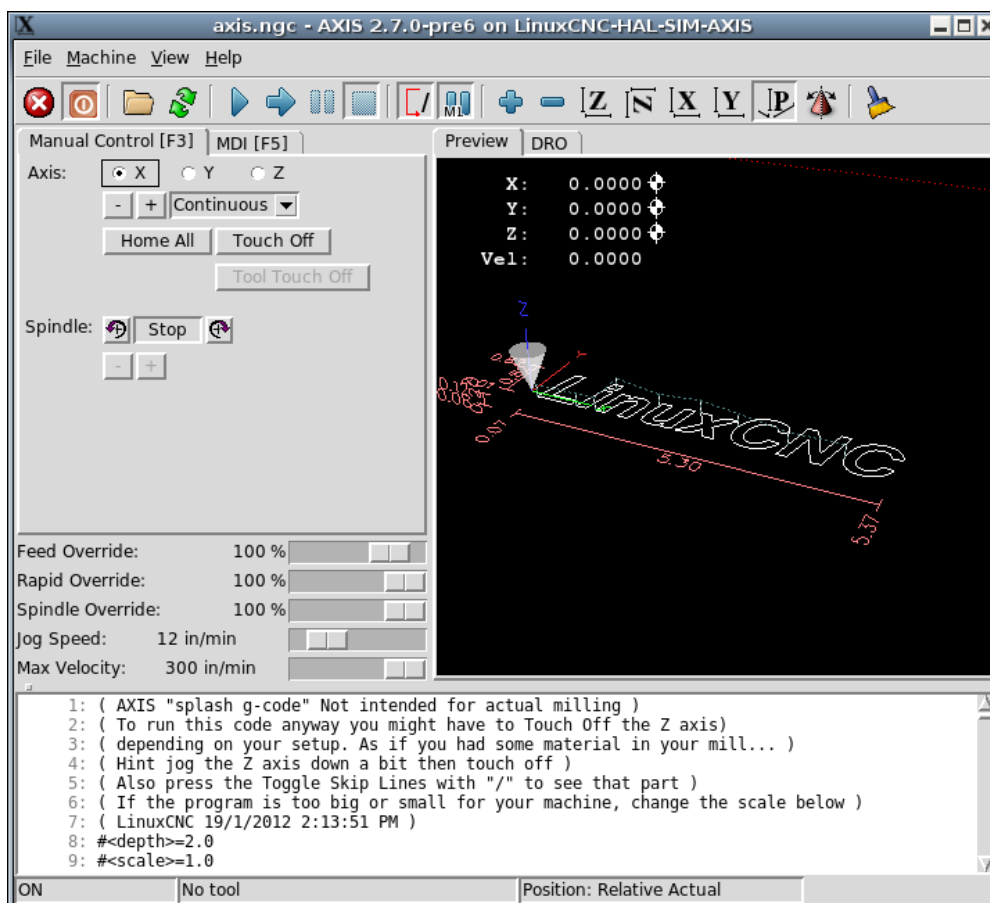 axis.ngc - AXIS 2.7.0-pre6 on LinuxCNC-HAL-SIM-AXIS
File Machine View Help
M1 Z N X Y P
Manual Control [F3] MDI [F5]
Axis: X Y Z
- + Continuous
Home All Touch Off
Tool Touch Off
Spindle: Stop
- +
Feed Override: 100 %
Rapid Override: 100 %
Spindle Override: 100 %
Jog Speed: 12 in/min
Max Velocity: 300 in/min
Preview DRO
X: 0.0000
Y: 0.0000
Z: 0.0000
Vel: 0.0000
Z
Y
LinuxCNC
0.07
5.30
5.37
1: ( AXIS "splash g-code" Not intended for actual milling )
2: ( To run this code anyway you might have to Touch Off the Z axis)
3: ( depending on your setup. As if you had some material in your mill... )
4: ( Hint jog the Z axis down a bit then touch off )
5: ( Also press the Toggle Skip Lines with "/" to see that part )
6: ( If the program is too big or small for your machine, change the scale below )
7: ( LinuxCNC 19/1/2012 2:13:51 PM )
8: #<depth>=2.0
9: #<scale>=1.0
ON No tool Position: Relative Actual